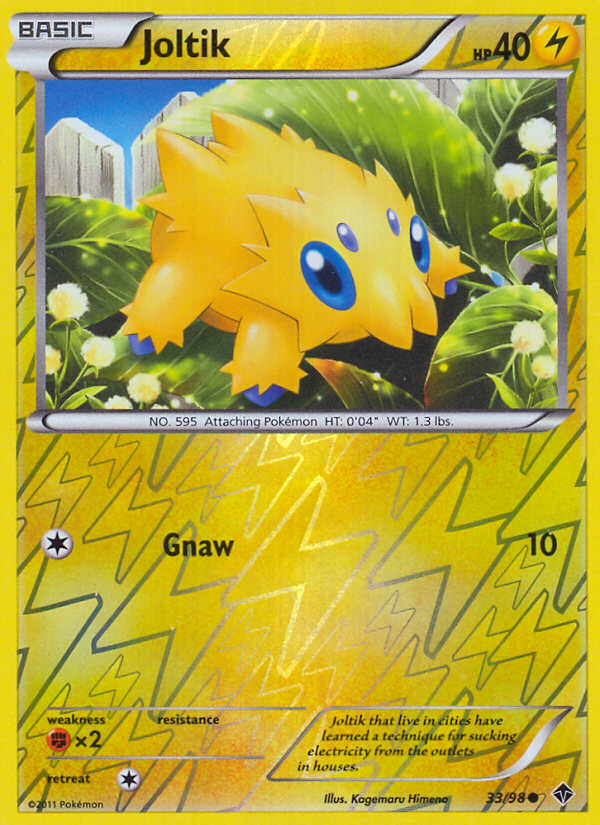 BASIC
Joltik
HP40
NO. 595 Attaching Pokémon HT: 0'04" WT: 1.3 lbs.
Gnaw 10
weakness resistance
×2
retreat
Joltik that live in cities have
learned a technique for sucking
electricity from the outlets
in houses.
©2011 Pokémon
Illus. Kagemaru Himeno 33/98